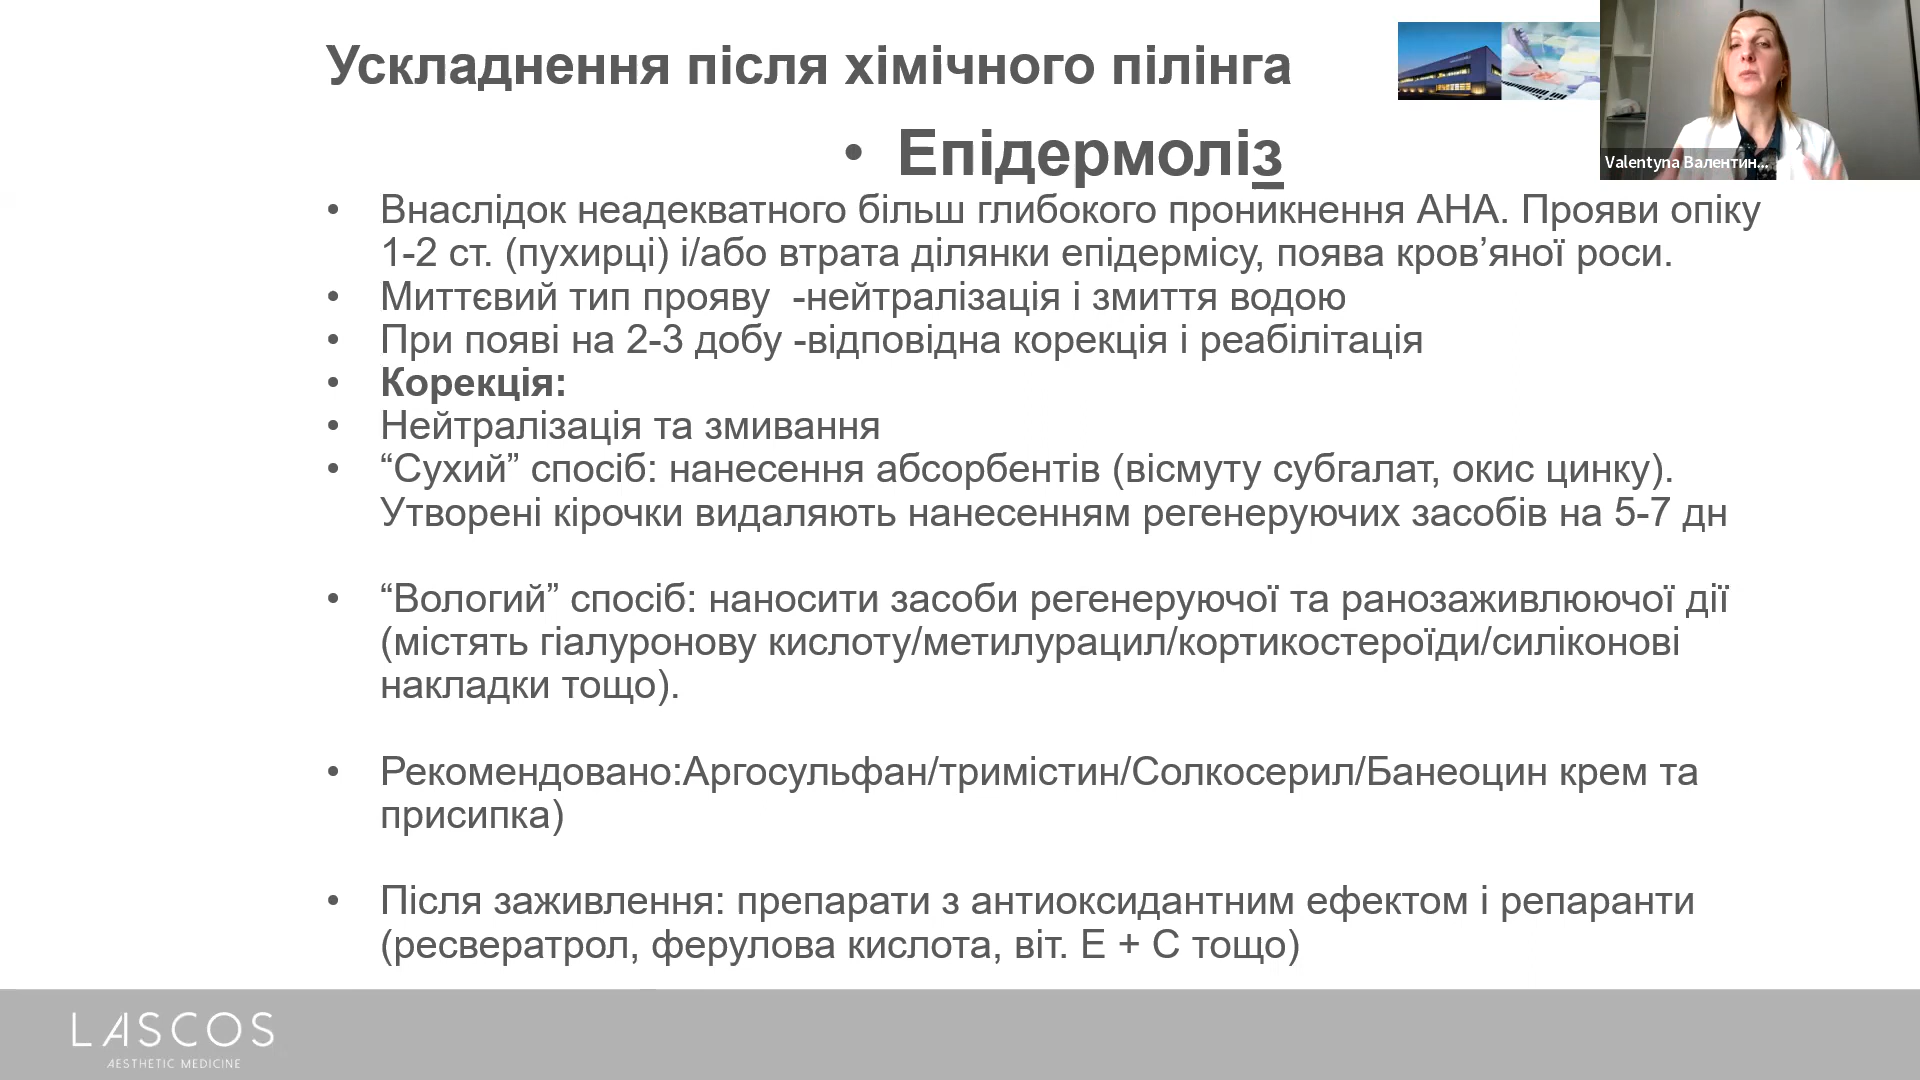 Ускладнення після хімічного пілінга
• Епідермоліз
• Внаслідок неадекватного більш глибокого проникнення АНА. Прояви опіку
1-2 ст. (пухирці) і/або втрата ділянки епідермісу, поява кров’яної роси.
• Миттєвий тип прояву -нейтралізація і змиття водою
• При появі на 2-3 добу -відповідна корекція і реабілітація
• Корекція:
• Нейтралізація та змивання
• “Сухий” спосіб: нанесення абсорбентів (вісмуту субгалат, окис цинку).
Утворені кірочки видаляють нанесенням регенеруючих засобів на 5-7 дн
• “Вологий” спосіб: наносити засоби регенеруючої та ранозаживлюючої дії
(містять гіалуронову кислоту/метилурацил/кортикостероїди/силіконові
накладки тощо).
• Рекомендовано:Аргосульфан/тримістин/Солкосерил/Банеоцин крем та
присипка)
• Після заживлення: препарати з антиоксидантним ефектом і репаранти
(ресвератрол, ферулова кислота, віт. Е + С тощо)
Valentyna Валентин...
LASCOS
AESTHETIC MEDICINE